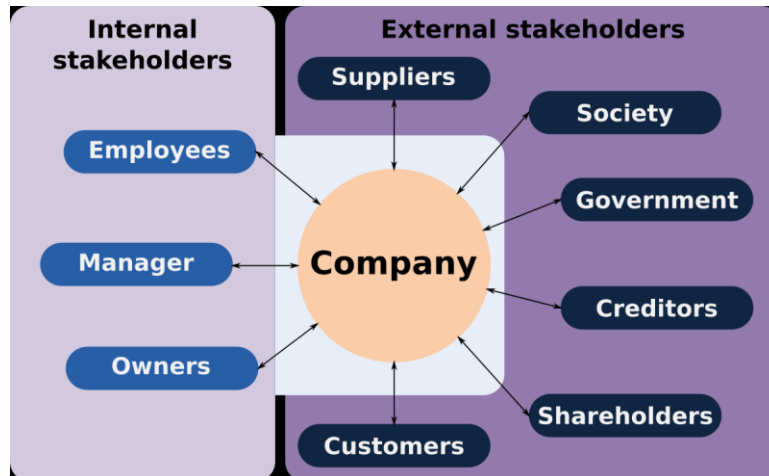 Internal
stakeholders
External stakeholders
Suppliers
Society
Employees
Government
Manager
Company
Creditors
Owners
Shareholders
Customers